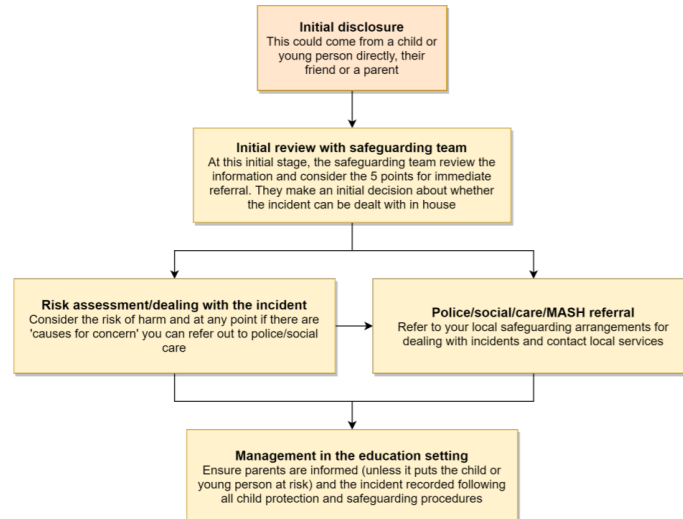 Initial disclosure
This could come from a child or
young person directly, their
friend or a parent
Initial review with safeguarding team
At this initial stage, the safeguarding team review the
information and consider the 5 points for immediate
referral. They make an initial decision about whether
the incident can be dealt with in house
Risk assessment/dealing with the incident
Consider the risk of harm and at any point if there are
'causes for concern' you can refer out to police/social
care
Police/social/care/MASH referral
Refer to your local safeguarding arrangements for
dealing with incidents and contact local services
Management in the education setting
Ensure parents are informed (unless it puts the child or
young person at risk) and the incident recorded following
all child protection and safeguarding procedures